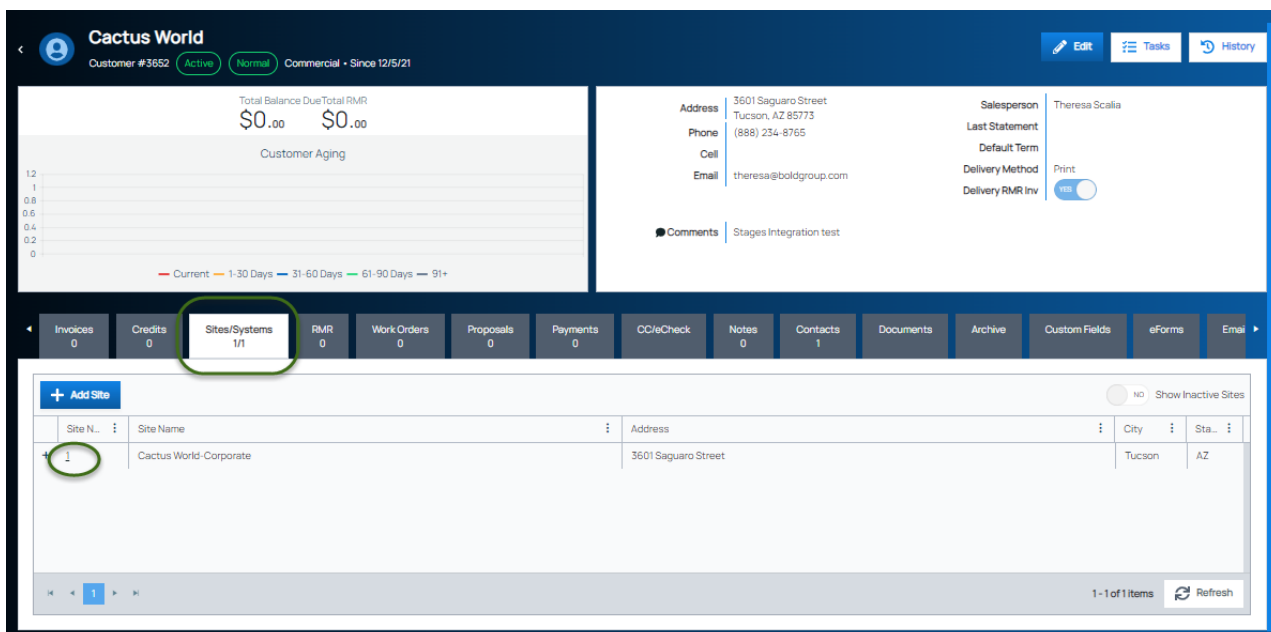 Cactus World
Customer #3652 Active Normal Commercial • Since 12/5/21
Edit Tasks History
Total Balance Due Total RMR
$0.00 $0.00
Customer Aging
1.2
1
0.8
0.6
0.4
0.2
0
Current 1-30 Days 31-60 Days 61-90 Days 91+
Address 3601 Saguaro Street
Tucson, AZ 85773
Phone (888) 234-8765
Cell
Email theresa@boldgroup.com
Comments Stages Integration test
Salesperson Theresa Scalia
Last Statement
Default Term
Delivery Method Print
Delivery RMR Inv YES
Invoices Credits Sites/Systems RMR Work Orders Proposals Payments CC/eCheck Notes Contacts Documents Archive Custom Fields eForms Emai
0 0 1/1 0 0 0 0 0 1
+ Add Site NO Show Inactive Sites
Site N... Site Name Address City Sta...
+ 1 Cactus World-Corporate 3601 Saguaro Street Tucson AZ
1 1 - 1 of 1 items Refresh